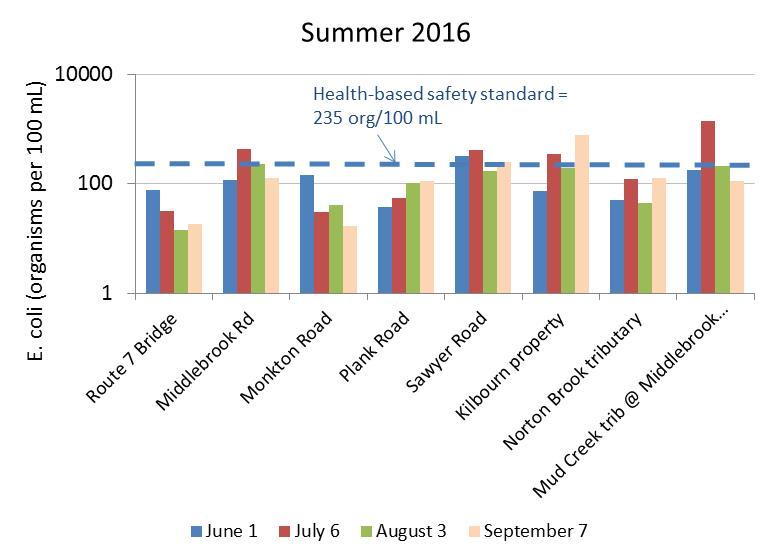 Summer 2016
10000
Health-based safety standard =
235 org/100 mL
100
1
E. coli (organisms per 100 mL)
Route 7 Bridge
Middlebrook Rd
Monkton Road
Plank Road
Sawyer Road
Kilbourn property
Norton Brook tributary
Mud Creek trib @ Middlebrook...
June 1
July 6
August 3
September 7